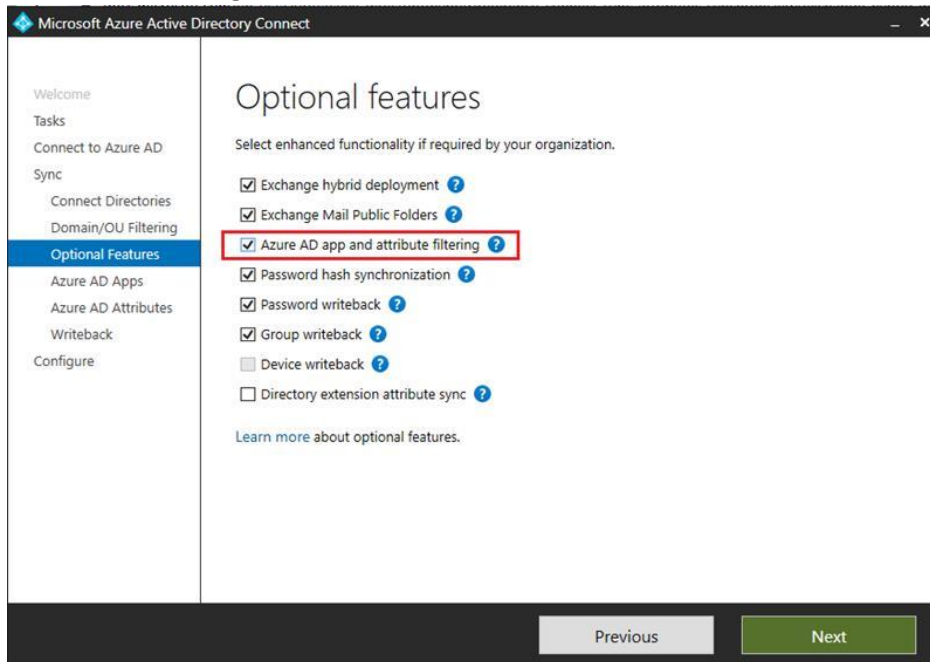 Microsoft Azure Active Directory Connect
Welcome
Tasks
Connect to Azure AD
Sync
Connect Directories
Domain/OU Filtering
Optional Features
Azure AD Apps
Azure AD Attributes
Writeback
Configure
Optional features
Select enhanced functionality if required by your organization.
Exchange hybrid deployment ?
Exchange Mail Public Folders ?
Azure AD app and attribute filtering ?
Password hash synchronization ?
Password writeback ?
Group writeback ?
Device writeback ?
Directory extension attribute sync ?
Learn more about optional features.
Previous
Next